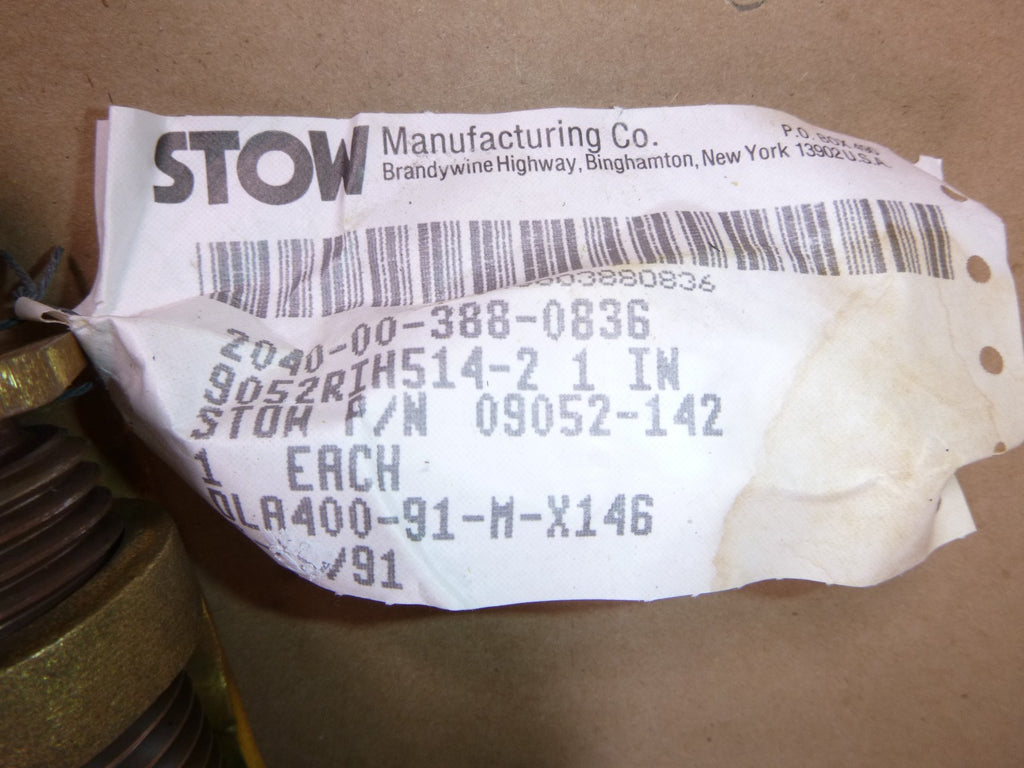 STOW Manufacturing Co.
Brandywine Highway, Binghamton, New York 13902 U.S.A.
P.O. BOX
2040-00-388-0836
9052RIH514-2 1 IN
STOW P/N 09052-142
1 EACH
DLA400-91-M-X146
/91